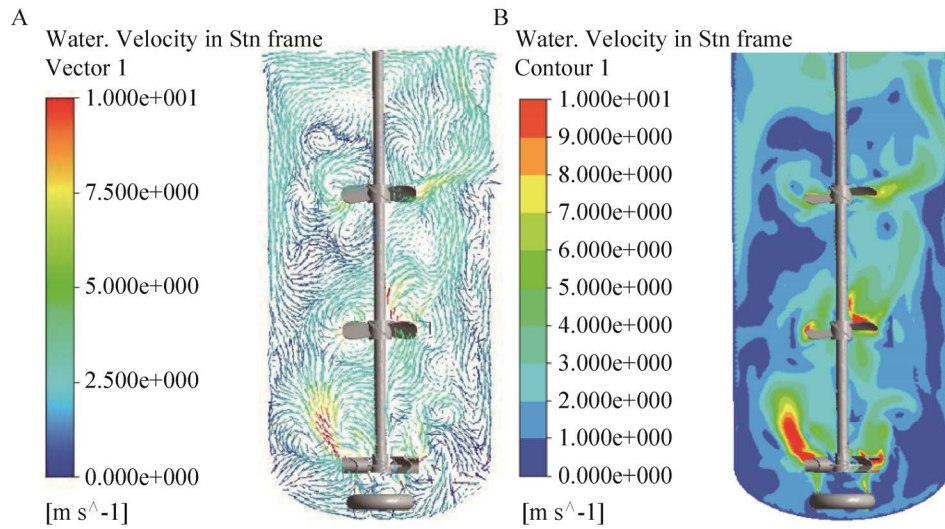 A
Water. Velocity in Stn frame
Vector 1
1.000e+001
7.500e+000
5.000e+000
2.500e+000
0.000e+000
[m s^-1]
B
Water. Velocity in Stn frame
Contour 1
1.000e+001
9.000e+000
8.000e+000
7.000e+000
6.000e+000
5.000e+000
4.000e+000
3.000e+000
2.000e+000
1.000e+000
0.000e+000
[m s^-1]